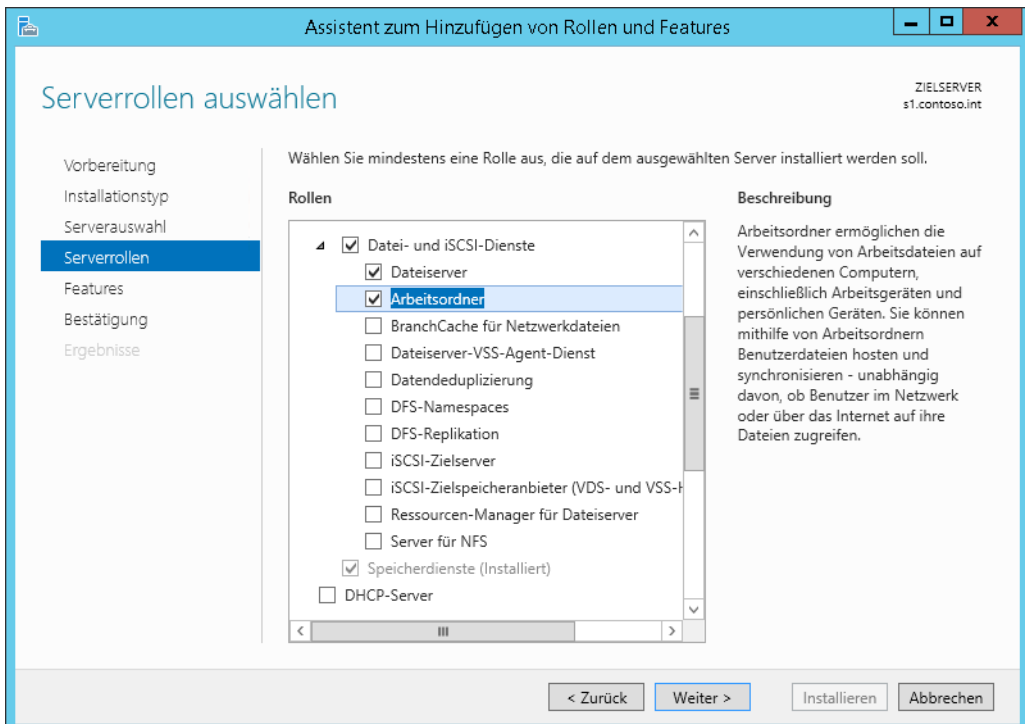 Assistent zum Hinzufügen von Rollen und Features
Serverrollen auswählen
ZIELSERVER
s1.contoso.int
Vorbereitung
Installationstyp
Serverauswahl
Serverrollen
Features
Bestätigung
Ergebnisse
Wählen Sie mindestens eine Rolle aus, die auf dem ausgewählten Server installiert werden soll.
Rollen
Datei- und iSCSI-Dienste
Dateiserver
Arbeitsordner
BranchCache für Netzwerkdateien
Dateiserver-VSS-Agent-Dienst
Datendeduplizierung
DFS-Namespaces
DFS-Replikation
iSCSI-Zielserver
iSCSI-Zielspeicheranbieter (VDS- und VSS-
Ressourcen-Manager für Dateiserver
Server für NFS
Speicherdienste (Installiert)
DHCP-Server
Beschreibung
Arbeitsordner ermöglichen die
Verwendung von Arbeitsdateien auf
verschiedenen Computern,
einschließlich Arbeitsgeräten und
persönlichen Geräten. Sie können
mithilfe von Arbeitsordnern
Benutzerdateien hosten und
synchronisieren - unabhängig
davon, ob Benutzer im Netzwerk
oder über das Internet auf ihre
Dateien zugreifen.
< Zurück
Weiter >
Installieren
Abbrechen